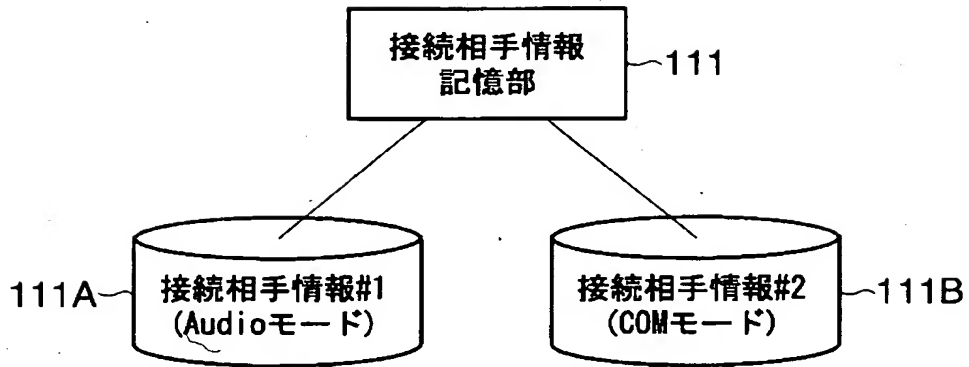 接続相手情報
記憶部
111
111A
接続相手情報#1
(Audioモード)
接続相手情報#2
(COMモード)
111B